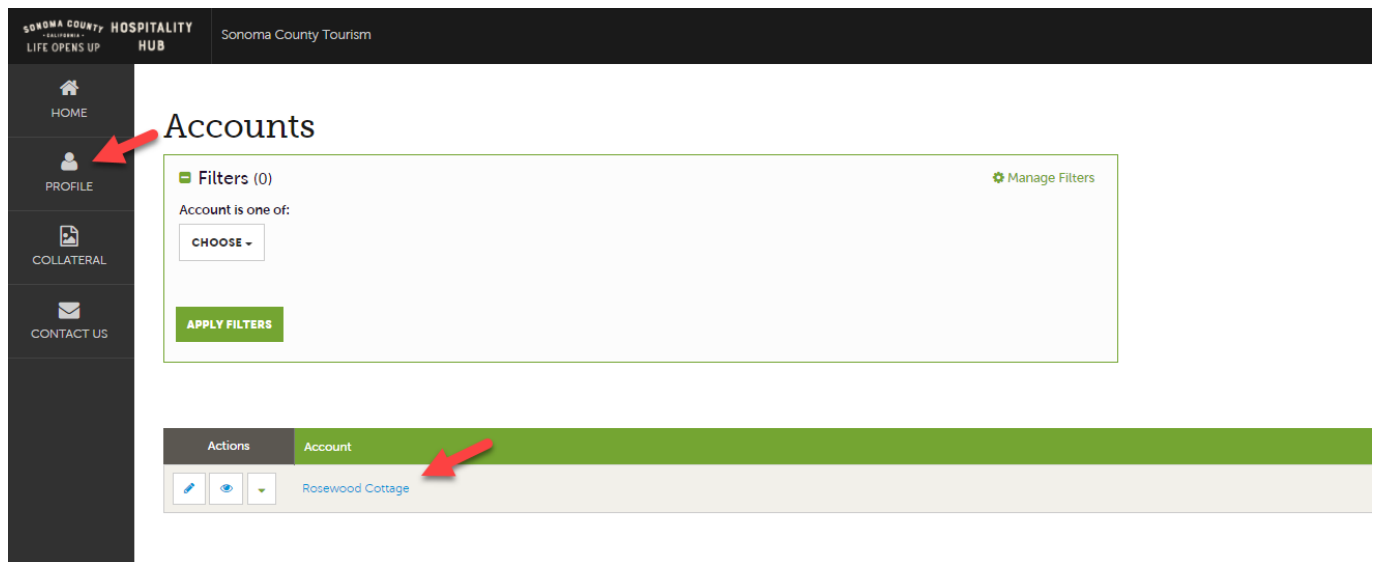 SONOMA COUNTY HOSPITALITY
-CALIFORNIA-
LIFE OPENS UP HUB
Sonoma County Tourism
HOME
PROFILE
COLLATERAL
CONTACT US
Accounts
Filters (0)
Manage Filters
Account is one of:
CHOOSE
APPLY FILTERS
Actions Account
Rosewood Cottage